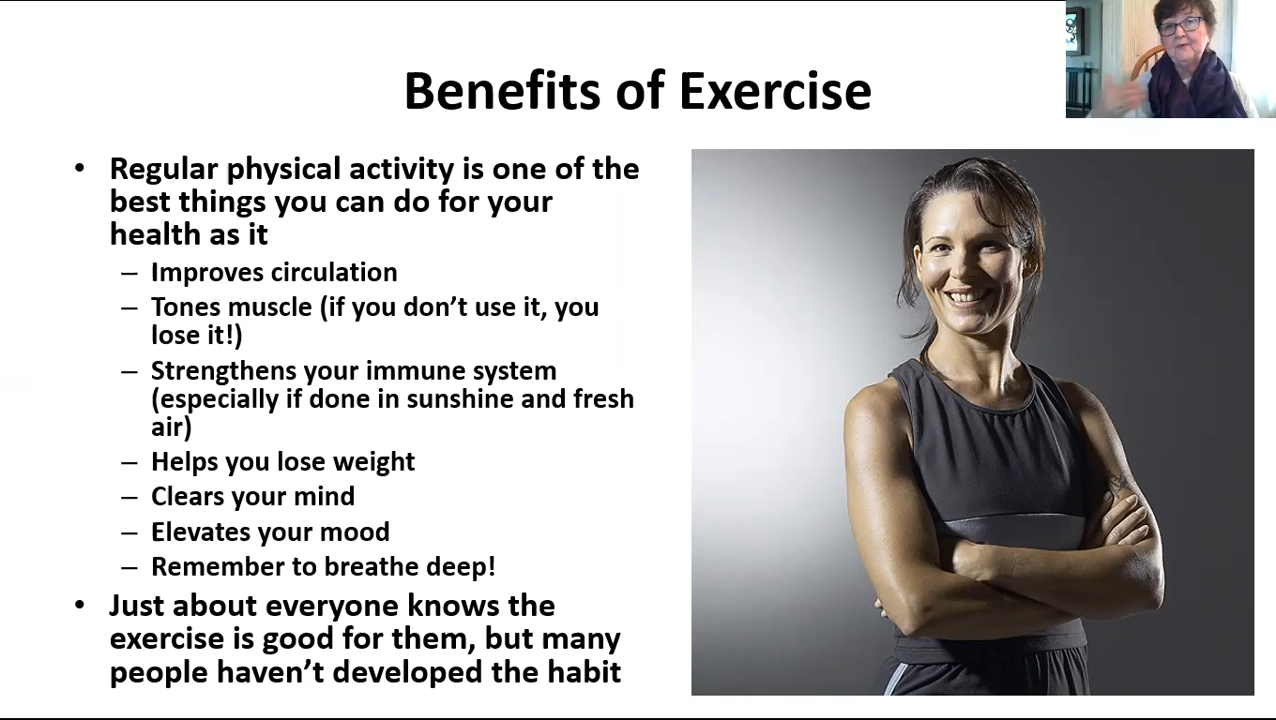 Benefits of Exercise
• Regular physical activity is one of the
best things you can do for your
health as it
– Improves circulation
– Tones muscle (if you don’t use it, you
lose it!)
– Strengthens your immune system
(especially if done in sunshine and fresh
air)
– Helps you lose weight
– Clears your mind
– Elevates your mood
– Remember to breathe deep!
• Just about everyone knows the
exercise is good for them, but many
people haven’t developed the habit